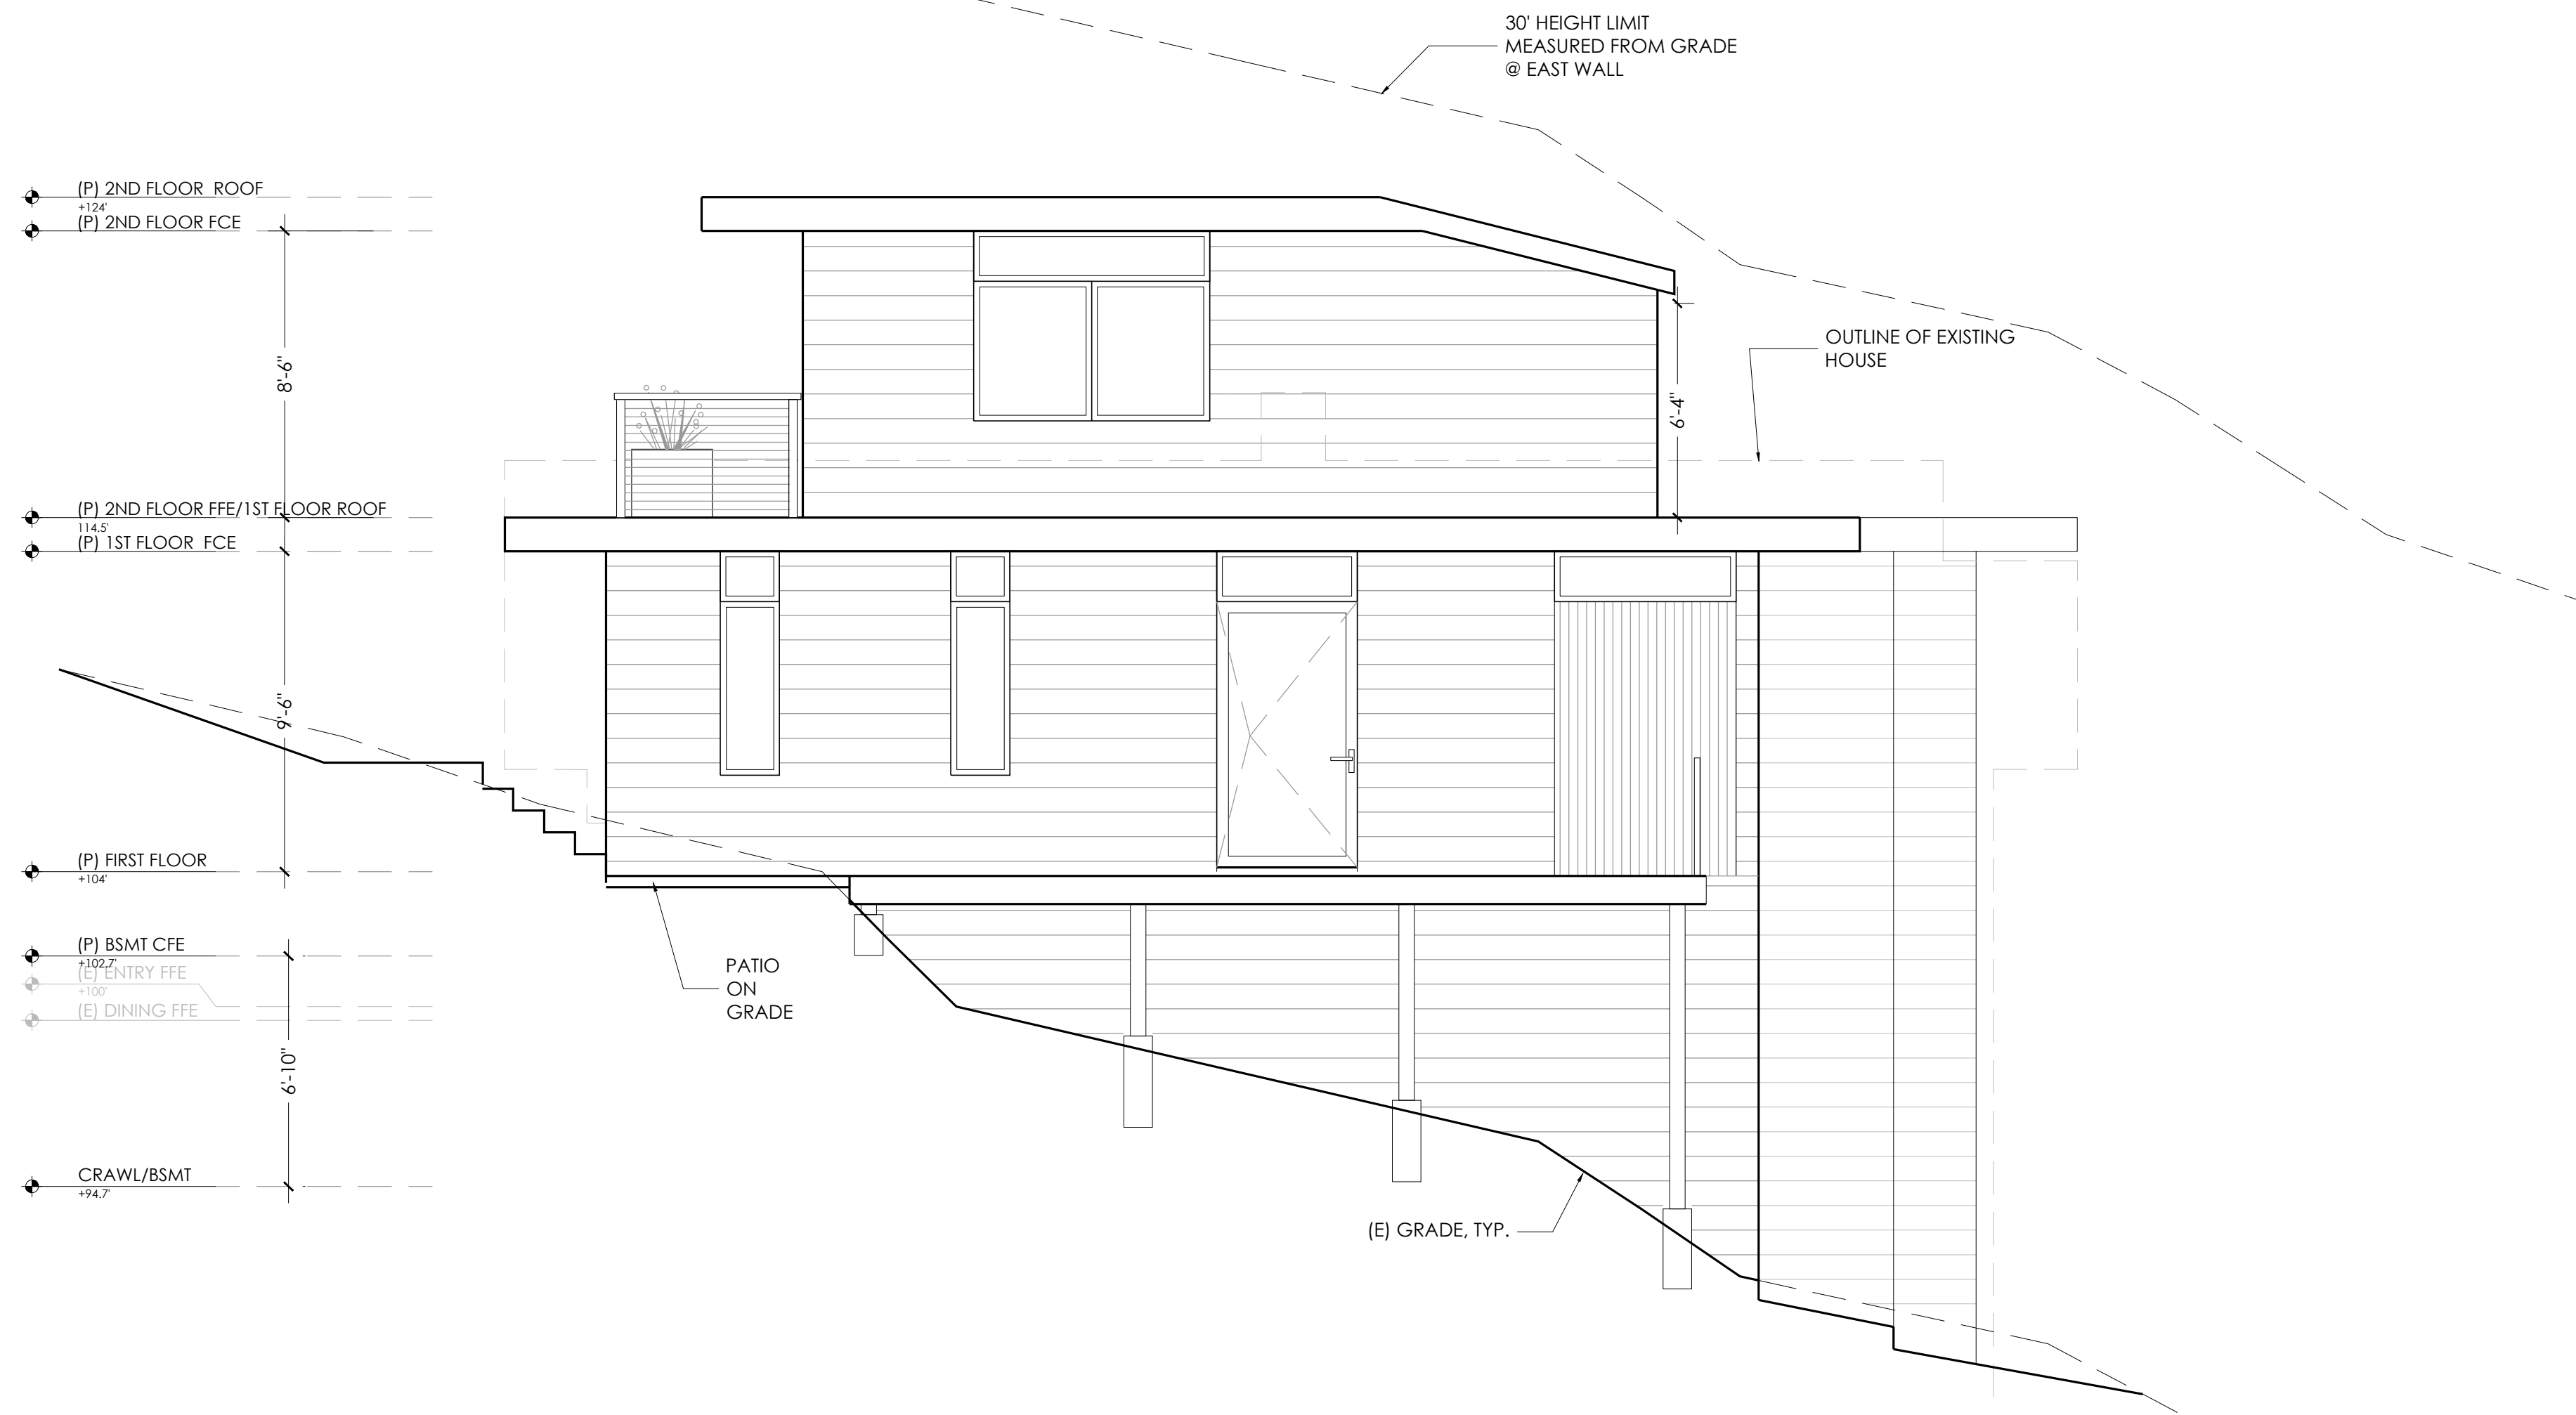 30' HEIGHT LIMIT
MEASURED FROM GRADE
@ EAST WALL
(P) 2ND FLOOR ROOF
+124'
(P) 2ND FLOOR FCE
8'-6"
OUTLINE OF EXISTING
HOUSE
6'-4"
(P) 2ND FLOOR FFE/1ST FLOOR ROOF
114.5'
(P) 1ST FLOOR FCE
9'-6"
(P) FIRST FLOOR
+104'
(P) BSMT CFE
+102.7'
(E) ENTRY FFE
+100'
(E) DINING FFE
PATIO
ON
GRADE
6'-10"
CRAWL/BSMT
+94.7'
(E) GRADE, TYP.